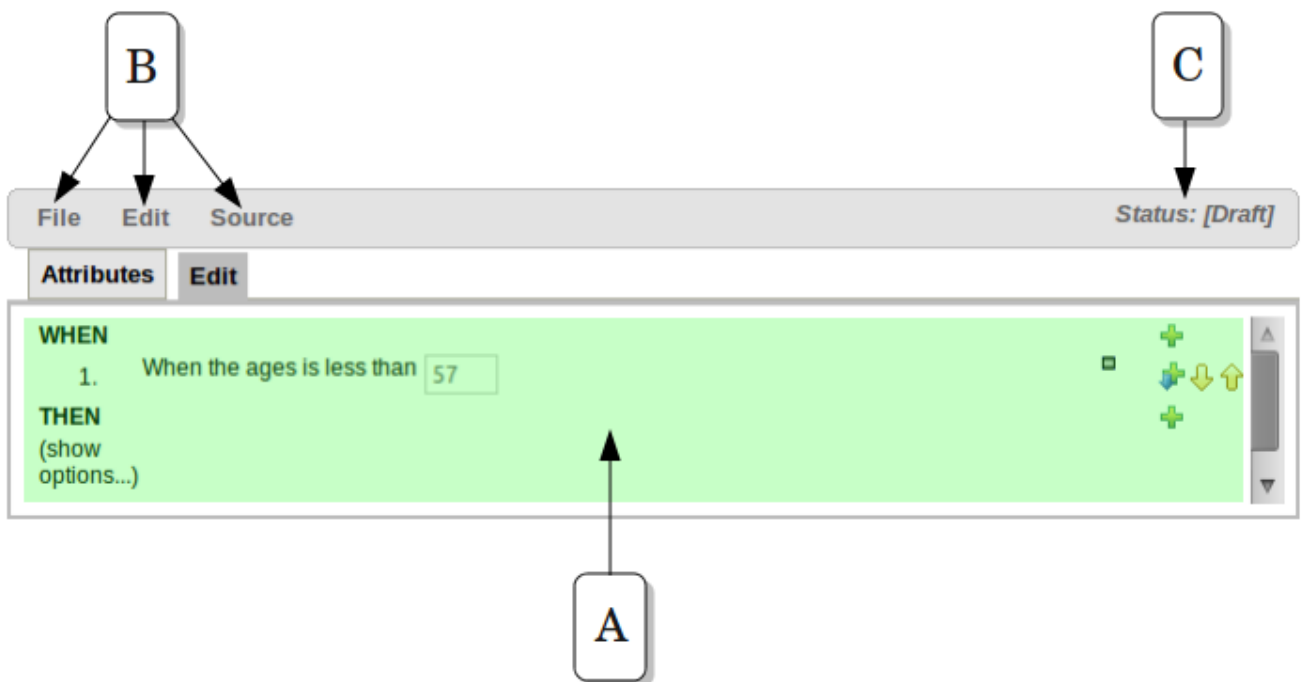 B
C
File Edit Source Status: [Draft]
Attributes Edit
WHEN
1. When the ages is less than 57
THEN
(show
options...)
A